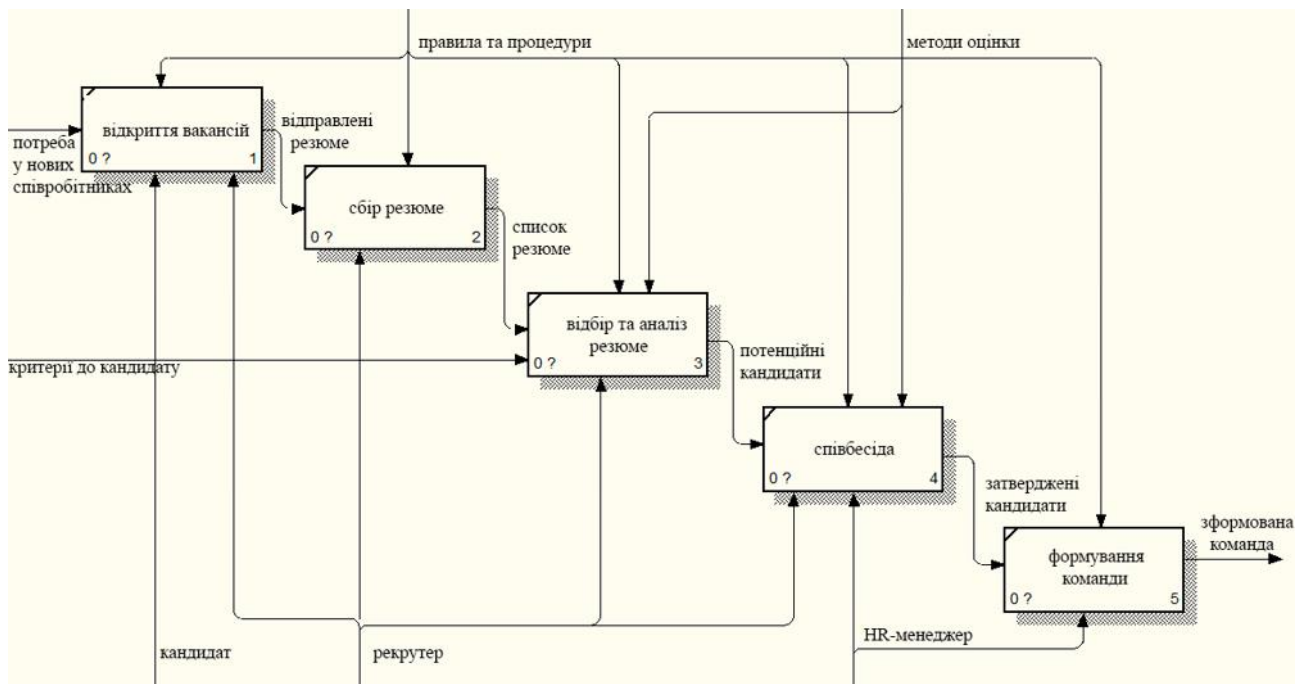 правила та процедури
методи оцінки
відкриття вакансій
0 ?
1
потреба
у нових
співробітниках
відправлені
резюме
сбір резюме
0 ?
2
список
резюме
відбір та аналіз
резюме
0 ?
3
критерії до кандидату
потенційні
кандидати
співбесіда
0 ?
4
затверджені
кандидати
формування
команди
0 ?
5
зформована
команда
кандидат
рекрутер
HR-менеджер